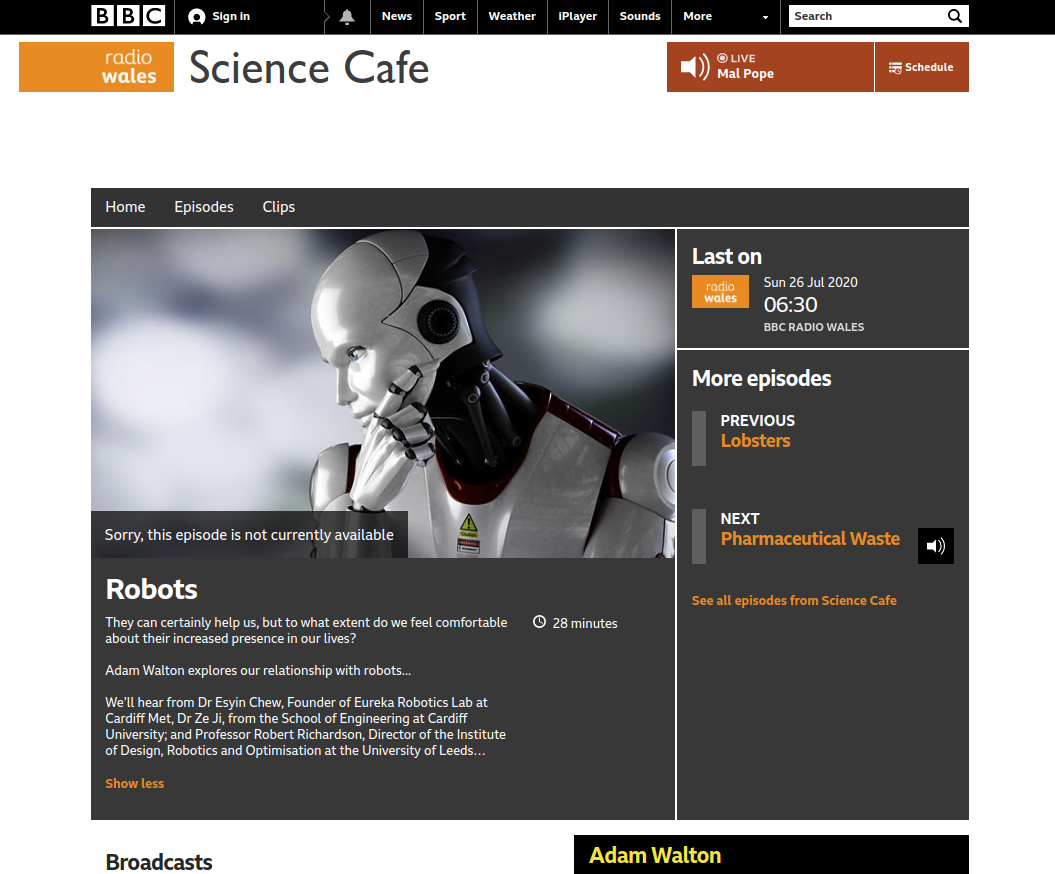 BBC
Sign In
News
Sport
Weather
iPlayer
Sounds
More
Search
radio
wales
Science Cafe
LIVE
Mal Pope
Schedule
Home
Episodes
Clips
Sorry, this episode is not currently available
Robots
They can certainly help us, but to what extent do we feel comfortable
about their increased presence in our lives?
Adam Walton explores our relationship with robots...
We'll hear from Dr Esyin Chew, Founder of Eureka Robotics Lab at
Cardiff Met, Dr Ze Ji, from the School of Engineering at Cardiff
University; and Professor Robert Richardson, Director of the Institute
of Design, Robotics and Optimisation at the University of Leeds…
Show less
28 minutes
Last on
radio
wales
Sun 26 Jul 2020
06:30
BBC RADIO WALES
More episodes
PREVIOUS
Lobsters
NEXT
Pharmaceutical Waste
See all episodes from Science Cafe
Broadcasts
Adam Walton